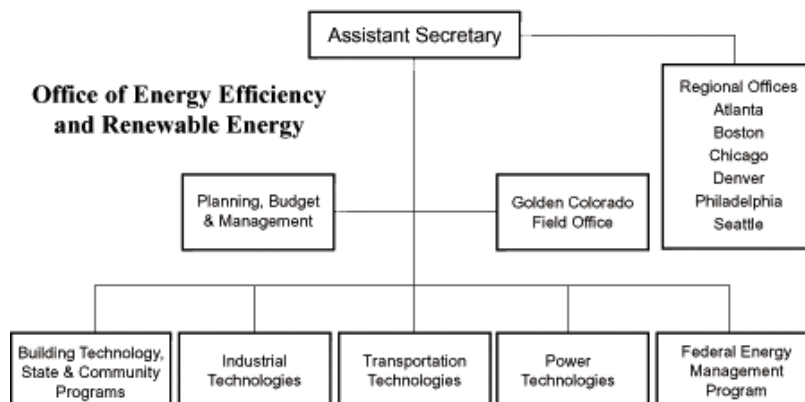 Assistant Secretary
Office of Energy Efficiency
and Renewable Energy
Regional Offices
Atlanta
Boston
Chicago
Denver
Philadelphia
Seattle
Planning, Budget
& Management
Golden Colorado
Field Office
Building Technology,
State & Community
Programs
Industrial
Technologies
Transportation
Technologies
Power
Technologies
Federal Energy
Management
Program